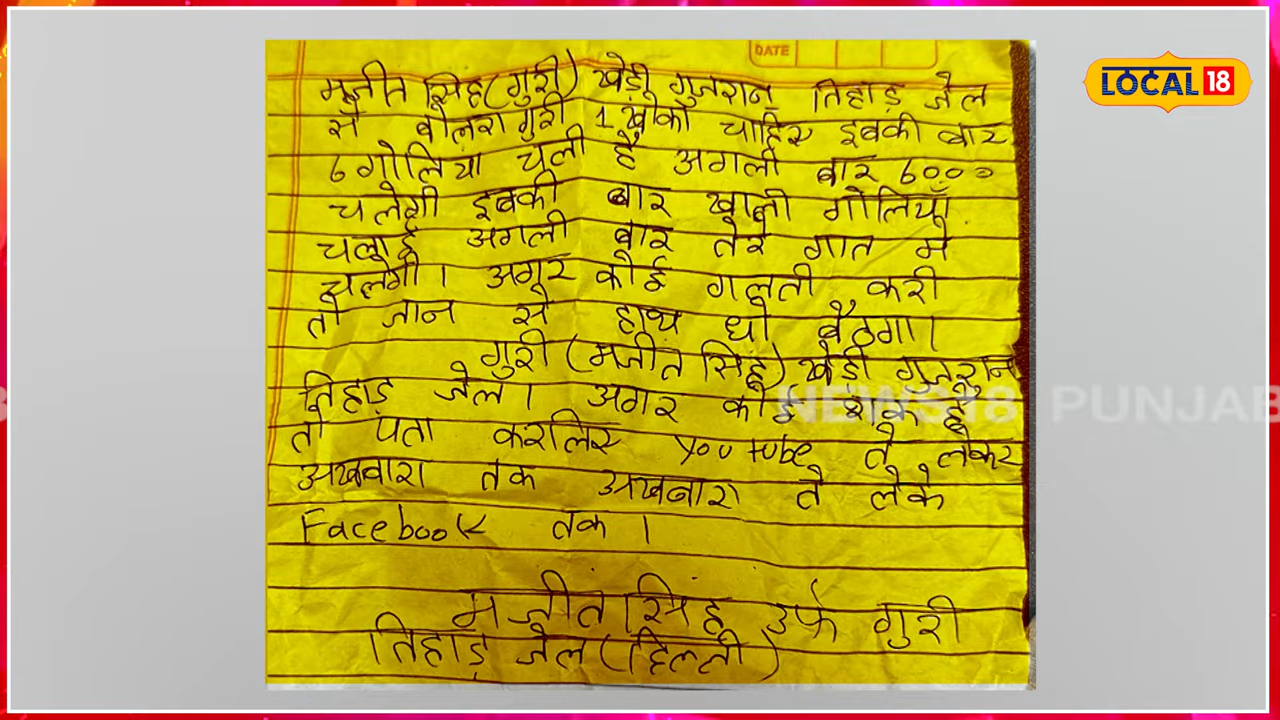 DATE
LOCAL 18
मजीत सिंह (गुरी) खेड़ी गुजरान तिहाड़ जेल
से बोलरा गुरी 1 खोको चाहिए इबकी बार
6 गोलिया चली है अगली बार 6000
चलेगी इबकी बार खाली गोलियाँ
चलाई अगली बार तेरे गात मे
चलेगी। अगर कोई गलती करी
तो जान से हाथ धो बैठेगा।
गुरी (मजीत सिंह) खेड़ी गुजरान
तिहाड़ जेल। अगर कोई शक है
तो पता करलिए you tube ते लेकर
अखबारा तक अखबारा ते लेके
Facebook तक।
मजीत सिंह उर्फ गुरी
तिहाड़ जेल (दिल्ली)
NEWS18 PUNJAB